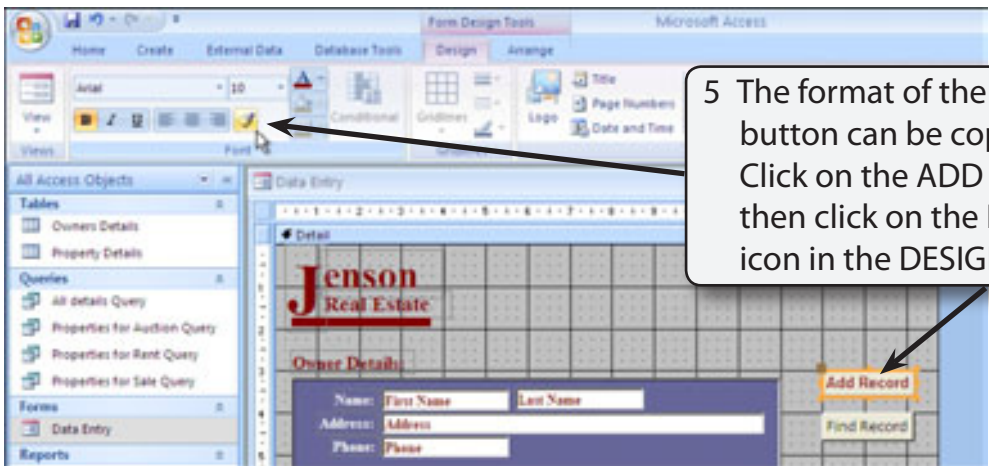 Form Design Tools
Microsoft Access
Home Create External Data Database Tools Design Arrange
Arial 10
View
B I U
Conditional
Gridlines
Logo
Title
Page Numbers
Date and Time
Views
Font
5 The format of the
button can be cop
Click on the ADD
then click on the
icon in the DESIG
All Access Objects
Tables
Owners Details
Property Details
Queries
All details Query
Properties for Auction Query
Properties for Rent Query
Properties for Sale Query
Forms
Data Entry
Reports
Data Entry
Detail
Jenson
Real Estate
Owner Details:
Name: First Name Last Name
Address: Address
Phone: Phone
Add Record
Find Record